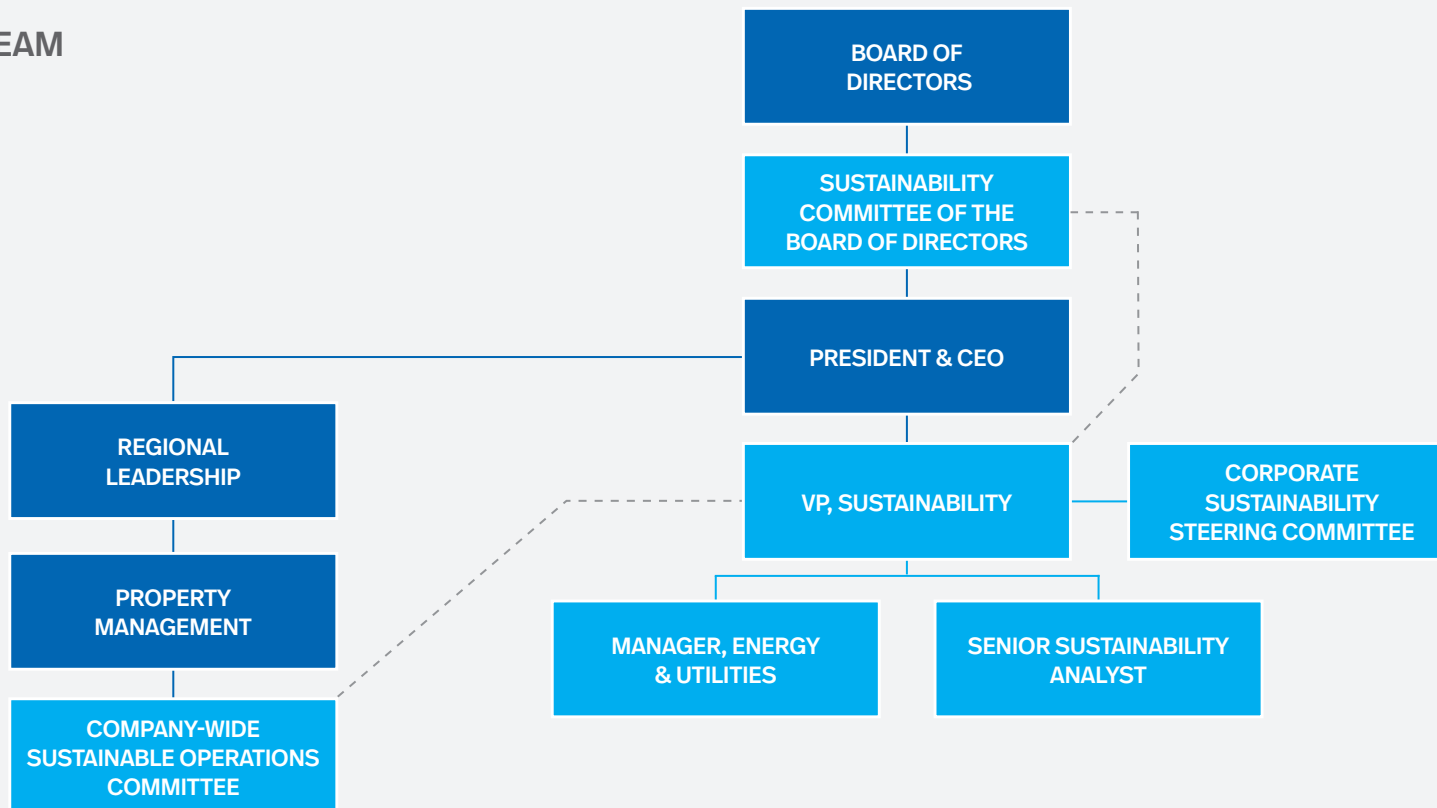 EAM
BOARD OF
DIRECTORS
SUSTAINABILITY
COMMITTEE OF THE
BOARD OF DIRECTORS
PRESIDENT & CEO
REGIONAL
LEADERSHIP
VP, SUSTAINABILITY
CORPORATE
SUSTAINABILITY
STEERING COMMITTEE
PROPERTY
MANAGEMENT
MANAGER, ENERGY
& UTILITIES
SENIOR SUSTAINABILITY
ANALYST
COMPANY-WIDE
SUSTAINABLE OPERATIONS
COMMITTEE